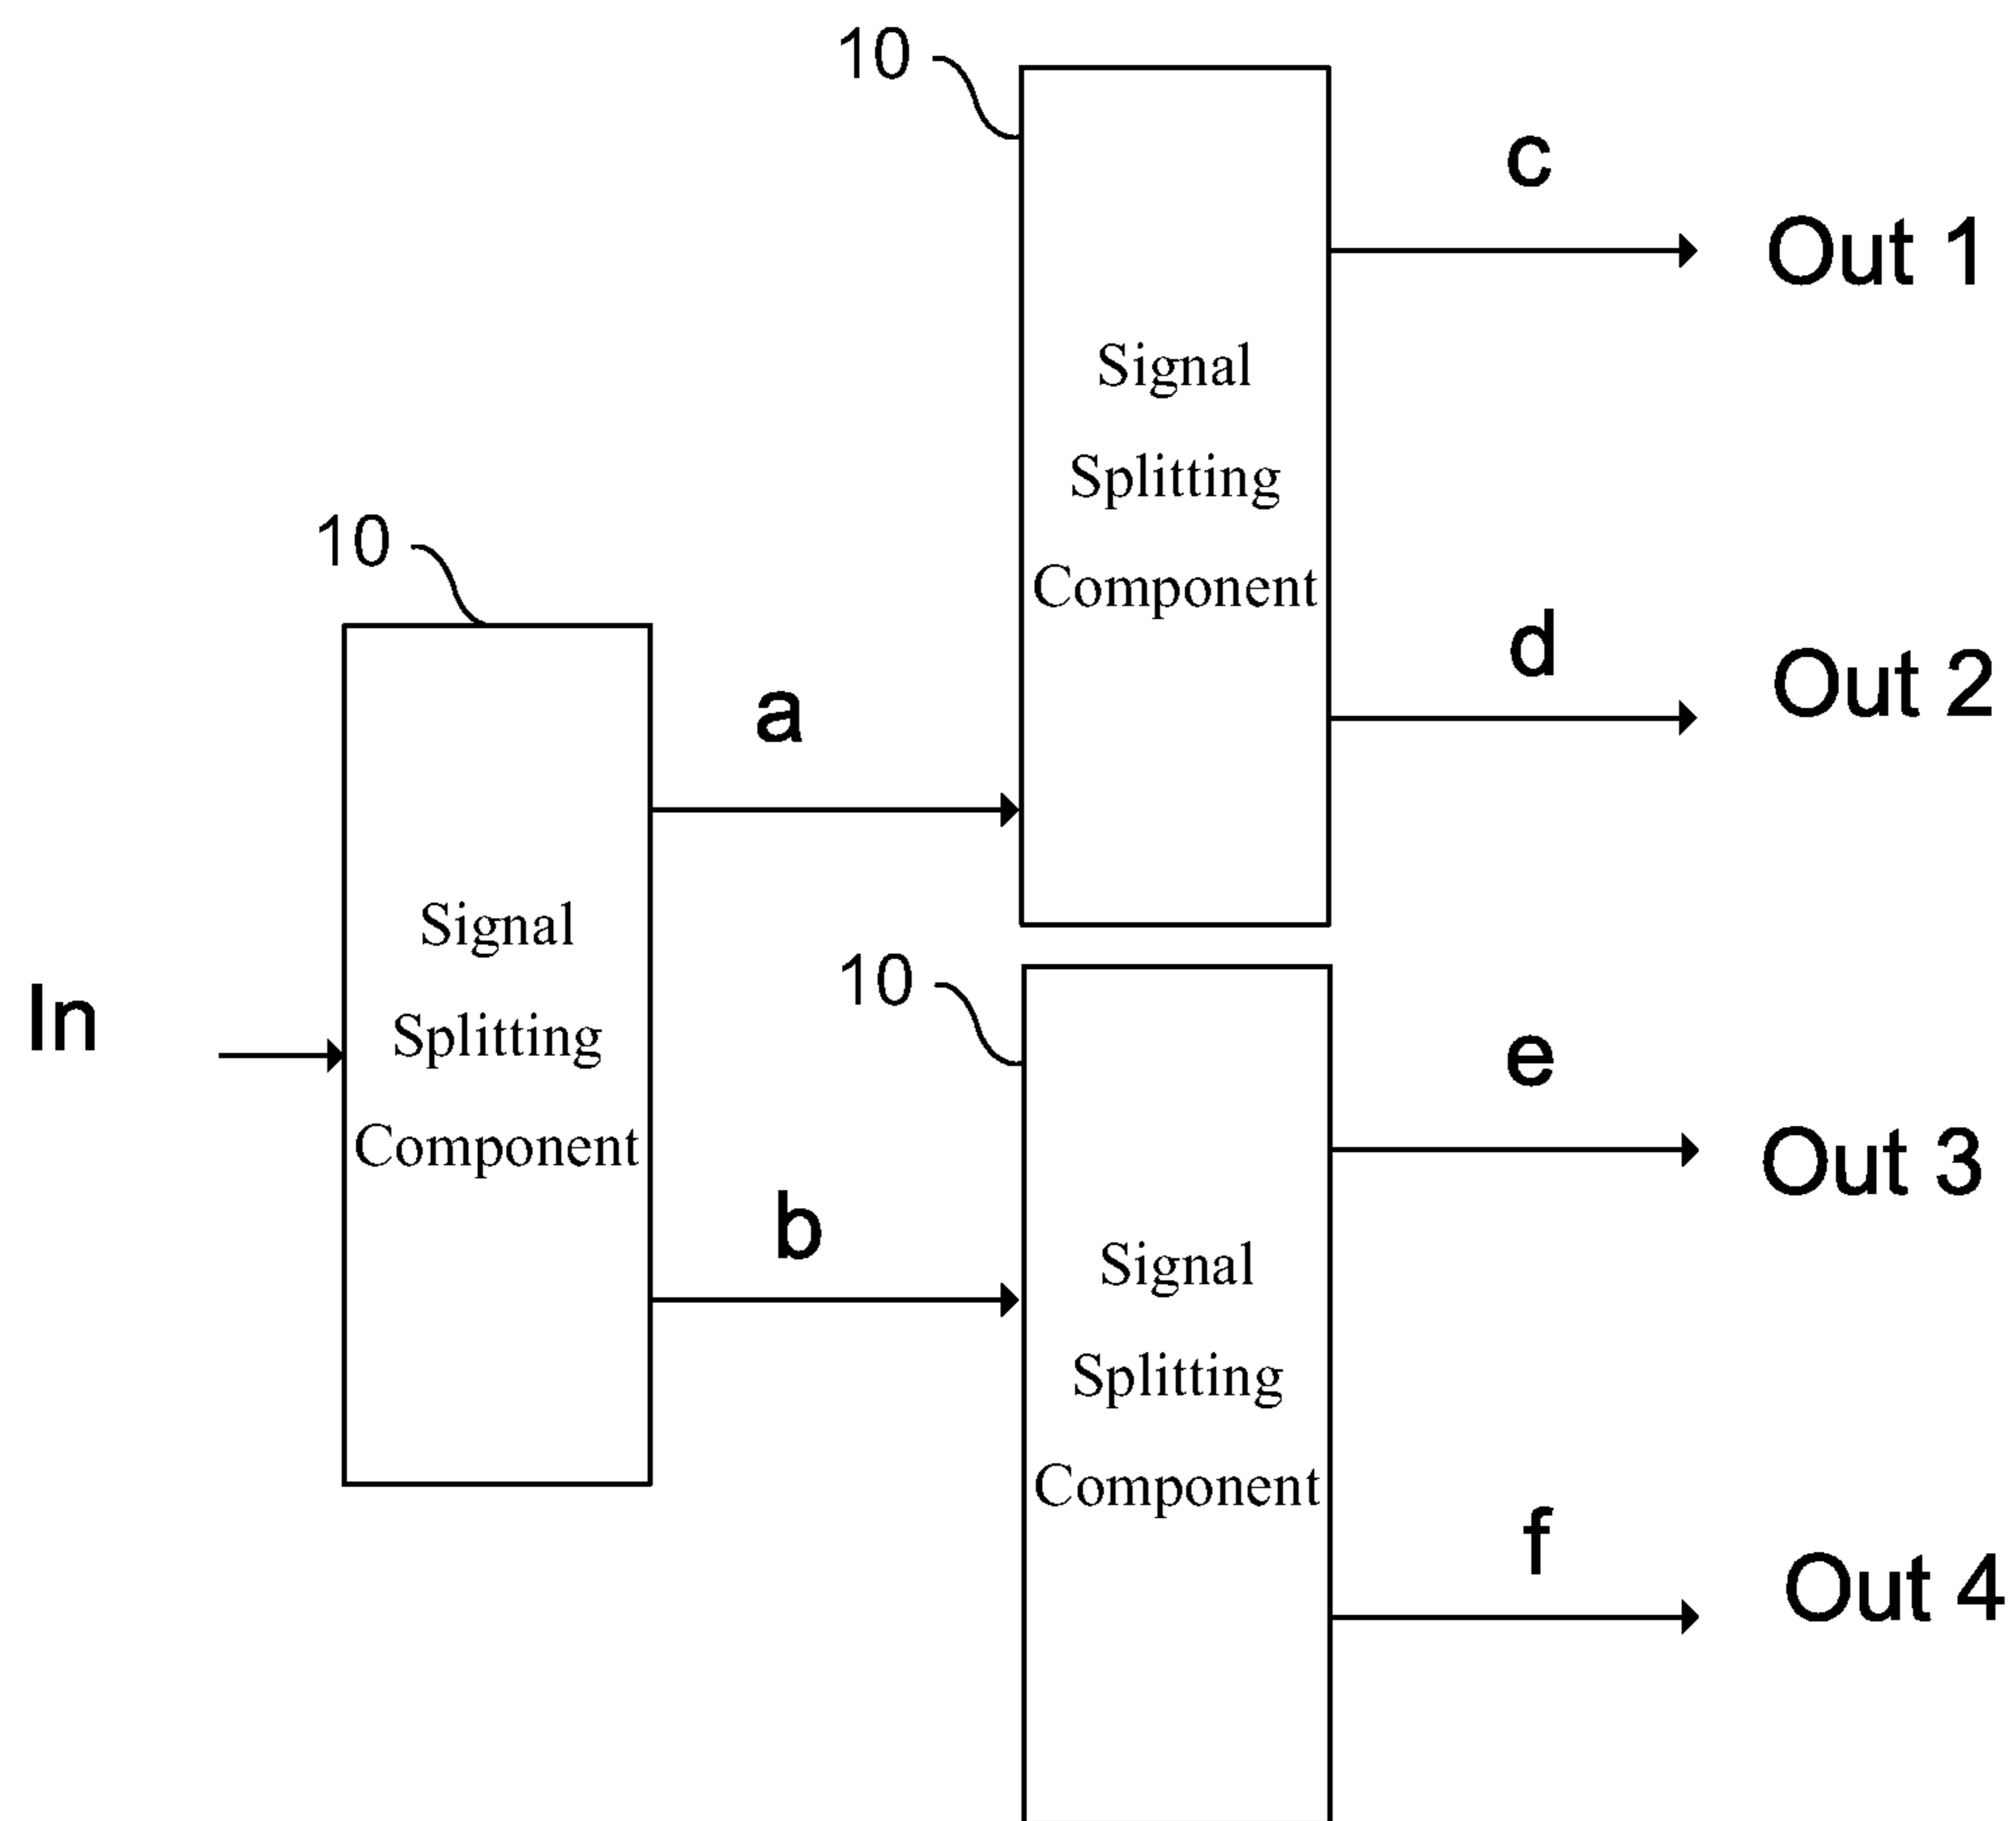 10
c
Out 1
Signal
Splitting
Component
d
Out 2
10
a
Signal
Splitting
Component
In
b
10
e
Out 3
Signal
Splitting
Component
f
Out 4